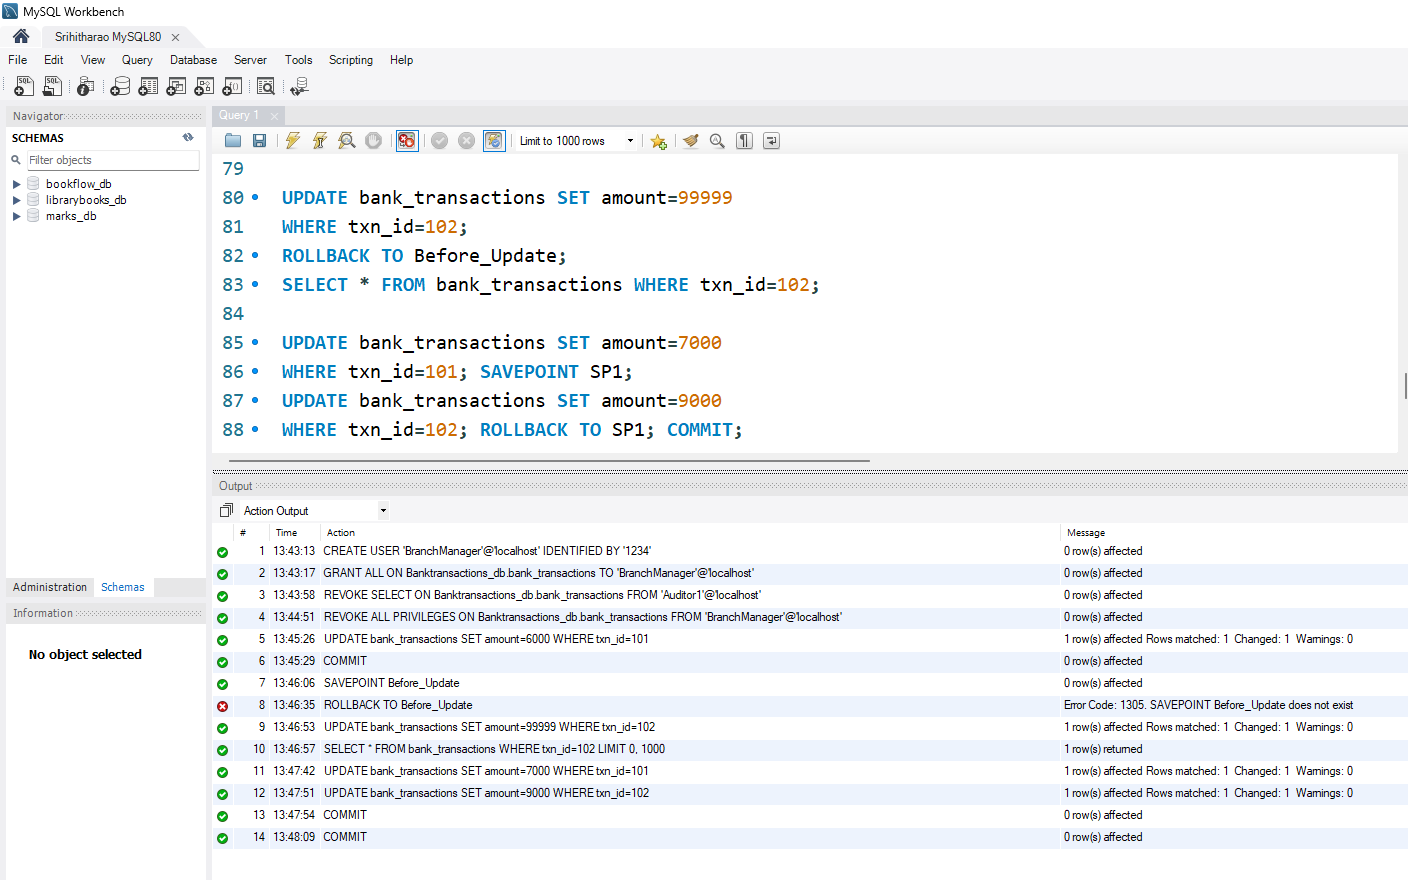 MySQL Workbench
Srihitharao MySQL80
File Edit View Query Database Server Tools Scripting Help
Navigator
SCHEMAS
Filter objects
bookflow_db
librarybooks_db
marks_db
Administration Schemas
Information
No object selected
Query 1
Limit to 1000 rows
79
80 UPDATE bank_transactions SET amount=99999
81 WHERE txn_id=102;
82 ROLLBACK TO Before_Update;
83 SELECT * FROM bank_transactions WHERE txn_id=102;
84
85 UPDATE bank_transactions SET amount=7000
86 WHERE txn_id=101; SAVEPOINT SP1;
87 UPDATE bank_transactions SET amount=9000
88 WHERE txn_id=102; ROLLBACK TO SP1; COMMIT;
Output
Action Output
# Time Action Message
1 13:43:13 CREATE USER 'BranchManager'@'localhost' IDENTIFIED BY '1234' 0 row(s) affected
2 13:43:17 GRANT ALL ON Banktransactions_db.bank_transactions TO 'BranchManager'@'localhost' 0 row(s) affected
3 13:43:58 REVOKE SELECT ON Banktransactions_db.bank_transactions FROM 'Auditor1'@'localhost' 0 row(s) affected
4 13:44:51 REVOKE ALL PRIVILEGES ON Banktransactions_db.bank_transactions FROM 'BranchManager'@'localhost' 0 row(s) affected
5 13:45:26 UPDATE bank_transactions SET amount=6000 WHERE txn_id=101 1 row(s) affected Rows matched: 1 Changed: 1 Warnings: 0
6 13:45:29 COMMIT 0 row(s) affected
7 13:46:06 SAVEPOINT Before_Update 0 row(s) affected
8 13:46:35 ROLLBACK TO Before_Update Error Code: 1305. SAVEPOINT Before_Update does not exist
9 13:46:53 UPDATE bank_transactions SET amount=99999 WHERE txn_id=102 1 row(s) affected Rows matched: 1 Changed: 1 Warnings: 0
10 13:46:57 SELECT * FROM bank_transactions WHERE txn_id=102 LIMIT 0, 1000 1 row(s) returned
11 13:47:42 UPDATE bank_transactions SET amount=7000 WHERE txn_id=101 1 row(s) affected Rows matched: 1 Changed: 1 Warnings: 0
12 13:47:51 UPDATE bank_transactions SET amount=9000 WHERE txn_id=102 1 row(s) affected Rows matched: 1 Changed: 1 Warnings: 0
13 13:47:54 COMMIT 0 row(s) affected
14 13:48:09 COMMIT 0 row(s) affected